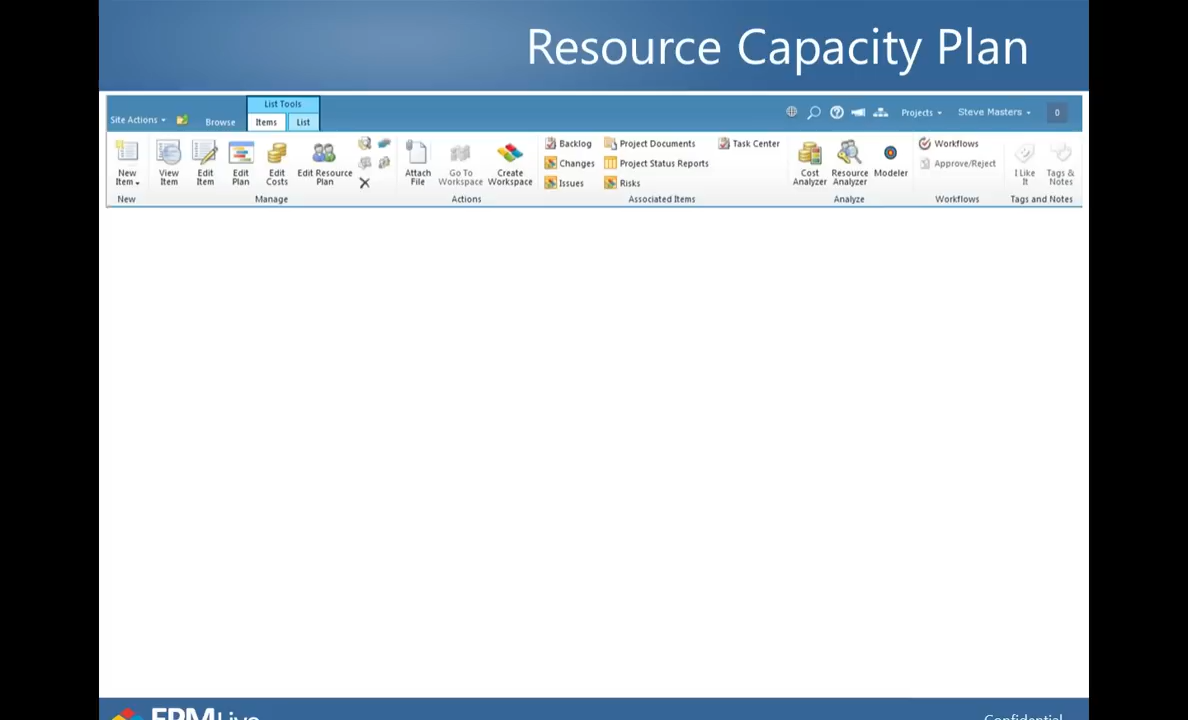 Resource Capacity Plan
List Tools
Site Actions
Browse
Items
List
Projects
Steve Masters
0
New Item
View Item
Edit Item
Edit Plan
Edit Costs
Edit Resource Plan
Attach File
Go To Workspace
Create Workspace
Backlog
Changes
Issues
Project Documents
Project Status Reports
Risks
Task Center
Cost Analyzer
Resource Analyzer
Modeler
Workflows
Approve/Reject
I Like It
Tags & Notes
New
Manage
Actions
Associated Items
Analyze
Workflows
Tags and Notes
EPMLive
Confidential